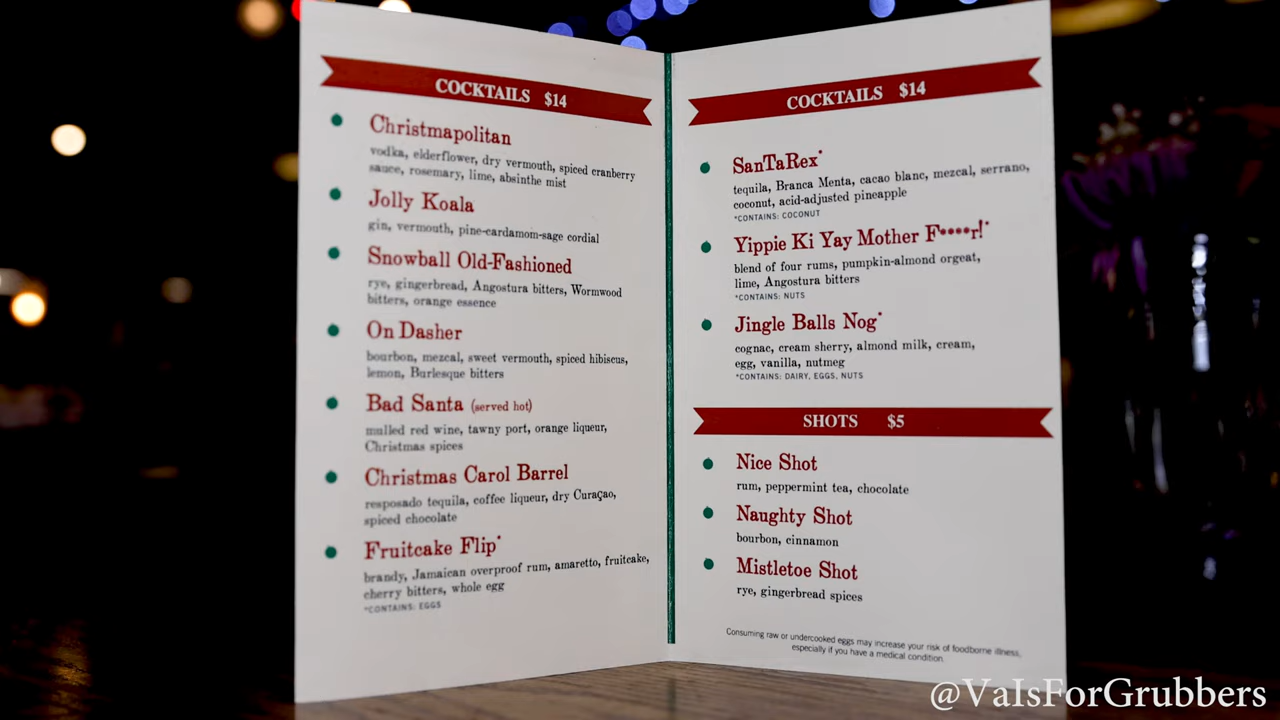 COCKTAILS $14
Christmapolitan
vodka, elderflower, dry vermouth, spiced cranberry
sauce, rosemary, lime, absinthe mist
Jolly Koala
gin, vermouth, pine-cardamom-sage cordial
Snowball Old-Fashioned
rye, gingerbread, Angostura bitters, Wormwood
bitters, orange essence
On Dasher
bourbon, mezcal, sweet vermouth, spiced hibiscus,
lemon, Burlesque bitters
Bad Santa (served hot)
mulled red wine, tawny port, orange liqueur,
Christmas spices
Christmas Carol Barrel
resposado tequila, coffee liqueur, dry Curaçao,
spiced chocolate
Fruitcake Flip*
brandy, Jamaican overproof rum, amaretto, fruitcake,
cherry bitters, whole egg
*CONTAINS: EGGS
COCKTAILS $14
SanTaRex*
tequila, Branca Menta, cacao blanc, mezcal, serrano,
coconut, acid-adjusted pineapple
*CONTAINS: COCONUT
Yippie Ki Yay Mother F****r!*
blend of four rums, pumpkin-almond orgeat,
lime, Angostura bitters
*CONTAINS: NUTS
Jingle Balls Nog*
cognac, cream sherry, almond milk, cream,
egg, vanilla, nutmeg
*CONTAINS: DAIRY, EGGS, NUTS
SHOTS $5
Nice Shot
rum, peppermint tea, chocolate
Naughty Shot
bourbon, cinnamon
Mistletoe Shot
rye, gingerbread spices
Consuming raw or undercooked eggs may increase your risk of foodborne illness,
especially if you have a medical condition.
@VaIsForGrubbers